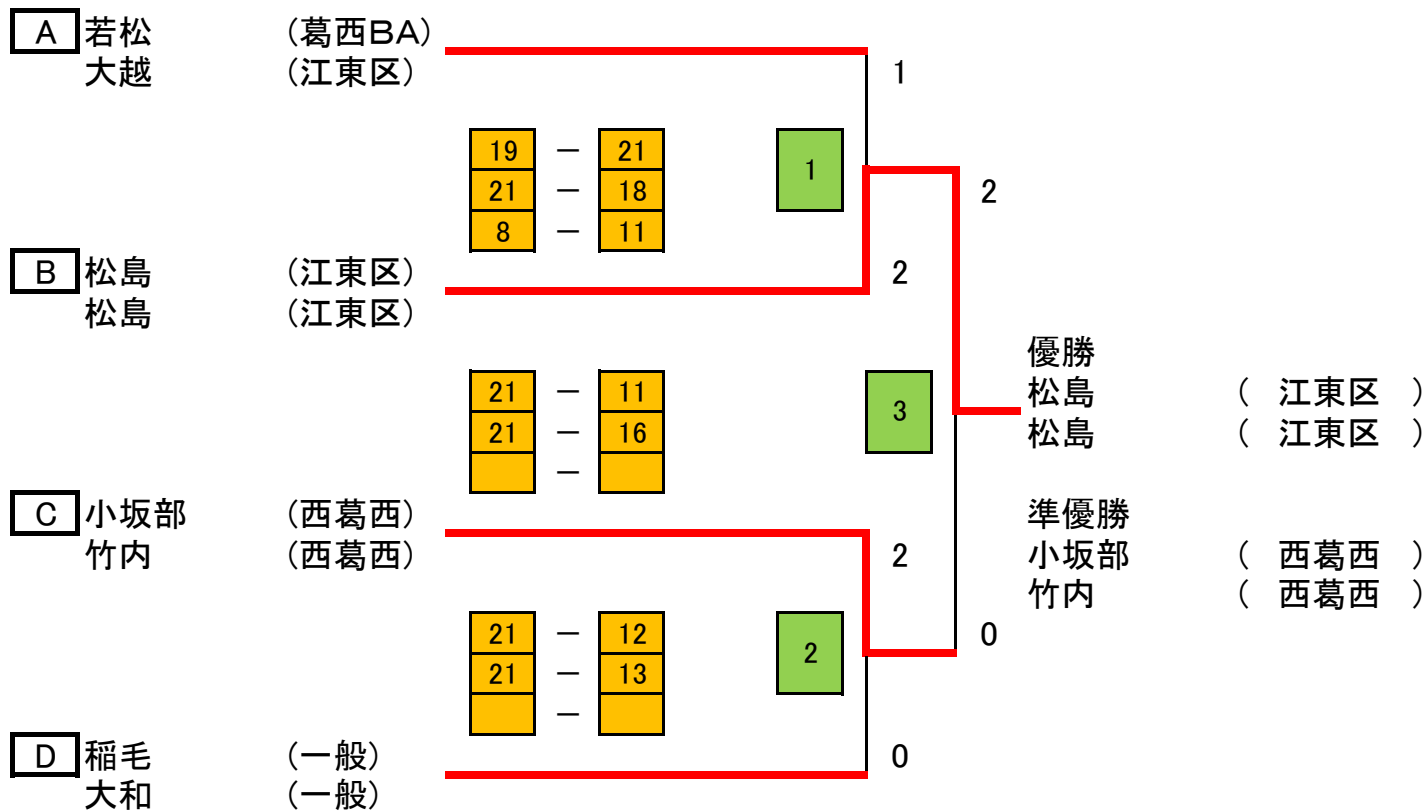 A 若松 (葛西BA)
大越 (江東区)
1
19 － 21
1
21 － 18
2
8 － 11
B 松島 (江東区)
2
松島 (江東区)
優勝
21 － 11
松島 ( 江東区 )
3
21 － 16
松島 ( 江東区 )
－
C 小坂部 (西葛西)
準優勝
竹内 (西葛西)
2
小坂部 ( 西葛西 )
竹内 ( 西葛西 )
21 － 12
0
2
21 － 13
－
D 稲毛 (一般)
0
大和 (一般)